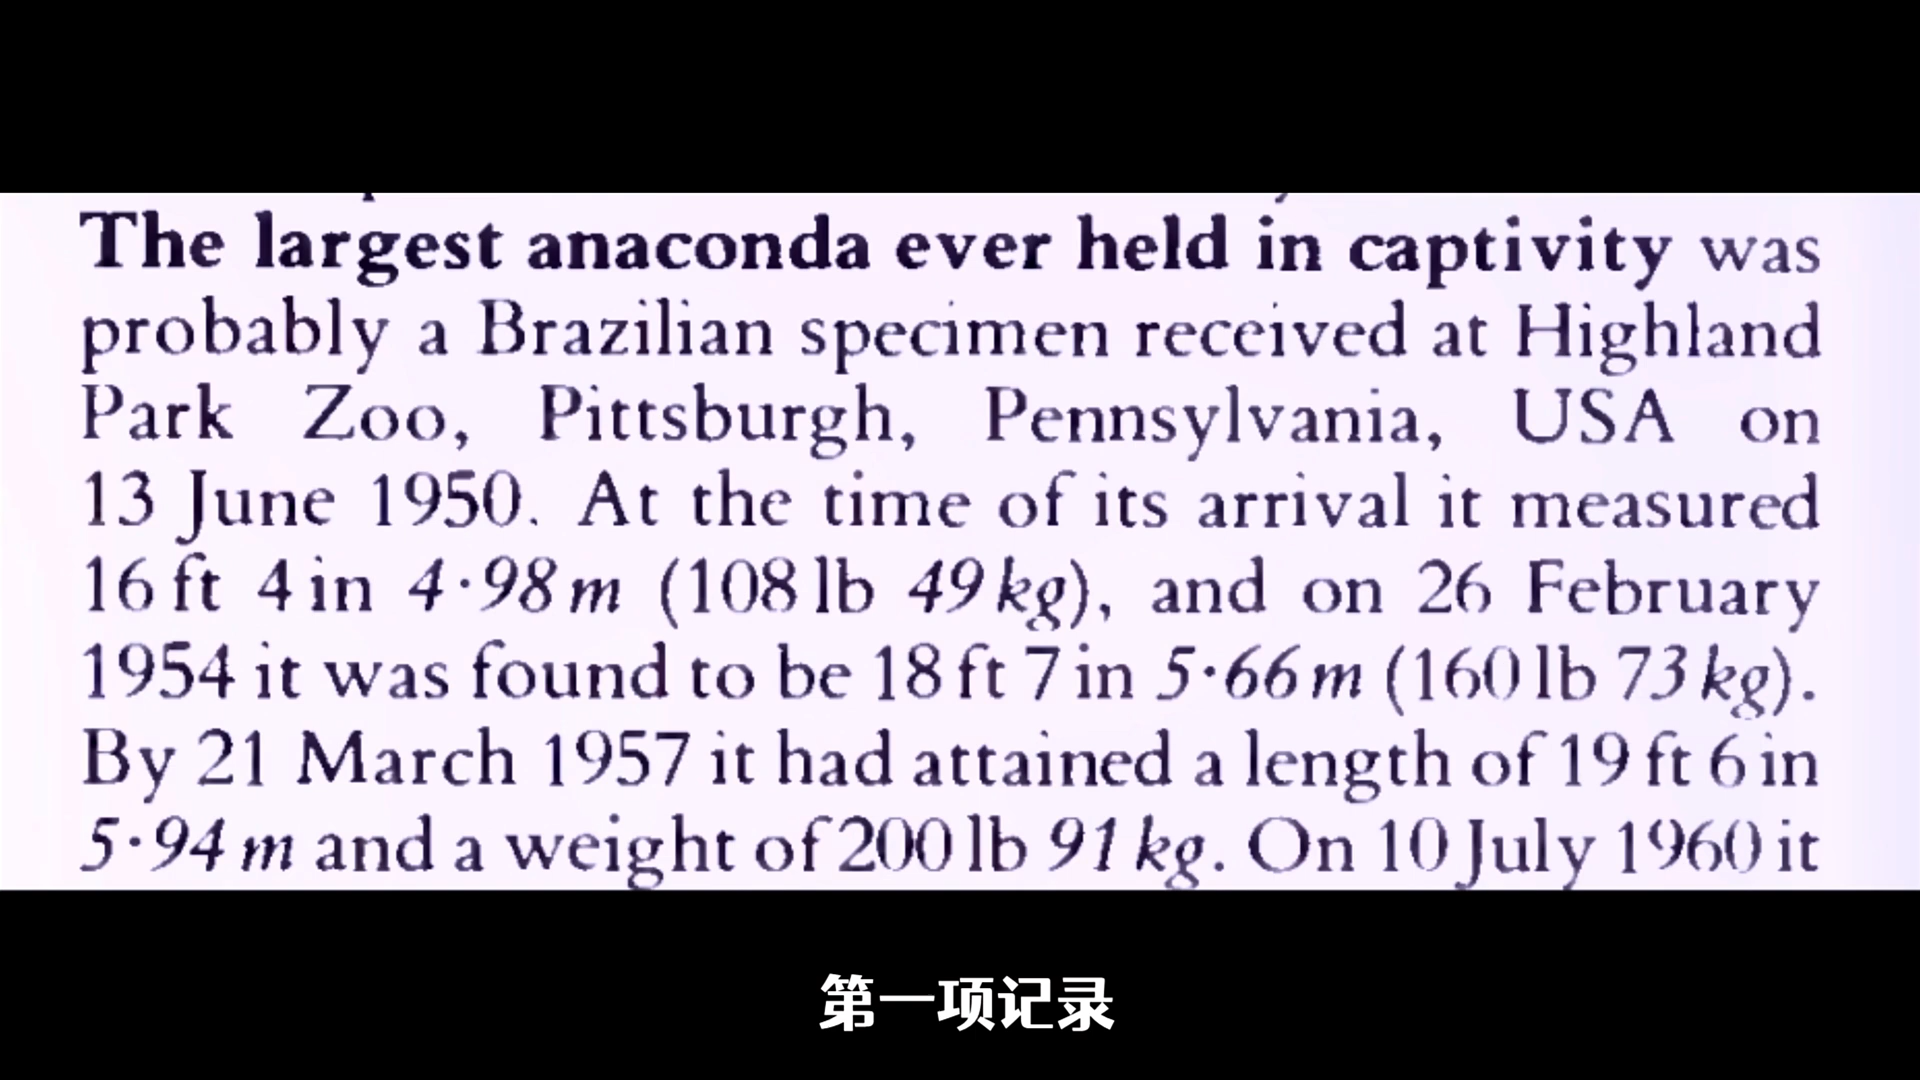 The largest anaconda ever held in captivity was
probably a Brazilian specimen received at Highland
Park Zoo, Pittsburgh, Pennsylvania, USA on
13 June 1950. At the time of its arrival it measured
16 ft 4 in 4·98 m (108 lb 49 kg), and on 26 February
1954 it was found to be 18 ft 7 in 5·66 m (160 lb 73 kg).
By 21 March 1957 it had attained a length of 19 ft 6 in
5·94 m and a weight of 200 lb 91 kg. On 10 July 1960 it
第一项记录